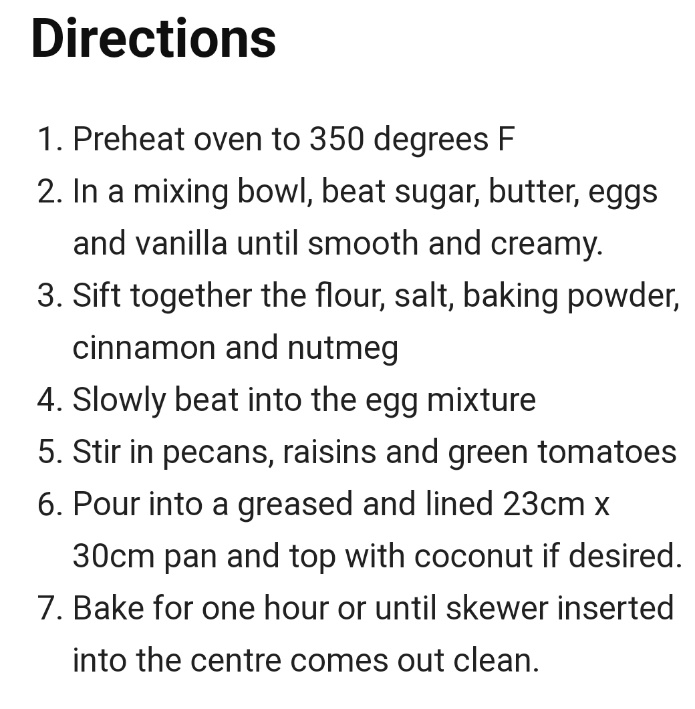 Directions
1. Preheat oven to 350 degrees F
2. In a mixing bowl, beat sugar, butter, eggs
and vanilla until smooth and creamy.
3. Sift together the flour, salt, baking powder,
cinnamon and nutmeg
4. Slowly beat into the egg mixture
5. Stir in pecans, raisins and green tomatoes
6. Pour into a greased and lined 23cm x
30cm pan and top with coconut if desired.
7. Bake for one hour or until skewer inserted
into the centre comes out clean.